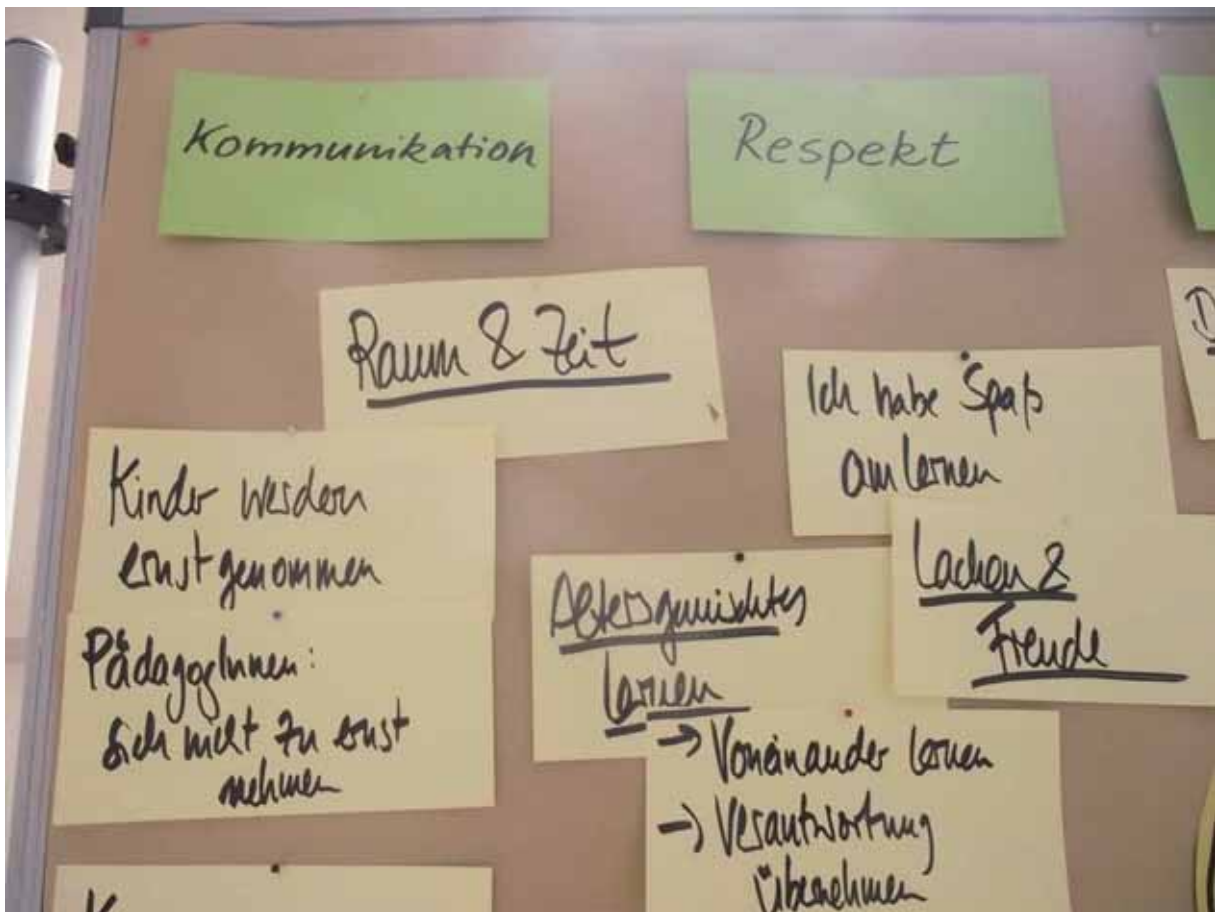 Kommunikation
Respekt
Raum & Zeit
Ich habe Spaß
am lernen
Kinder werden
ernst genommen
Lachen &
Freude
Altersgemischtes
lernen
PädagogInnen:
sich nicht zu ernst
nehmen
→ Voneinander lernen
→ Verantwortung
übernehmen